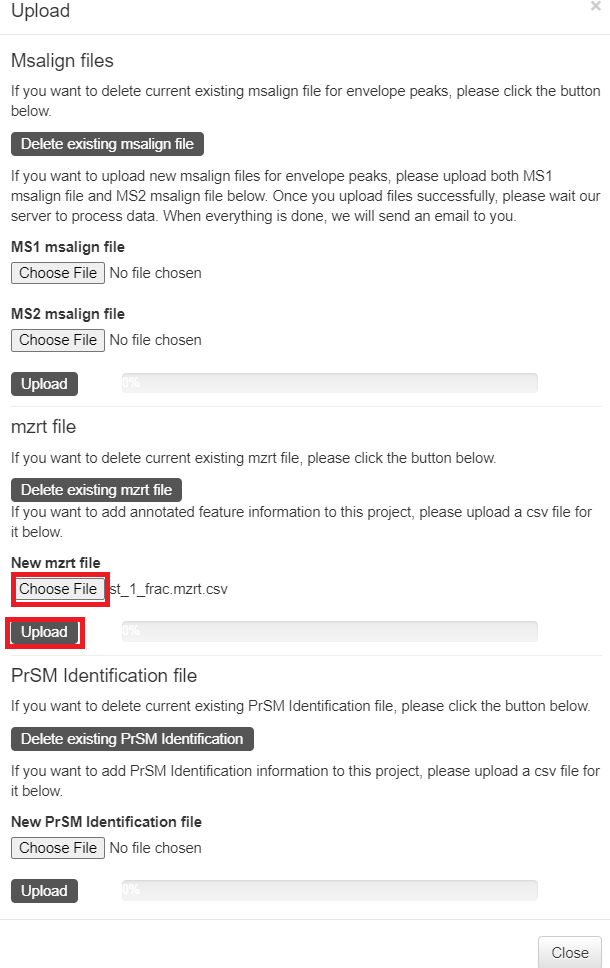 Upload
×
Msalign files
If you want to delete current existing msalign file for envelope peaks, please click the button
below.
Delete existing msalign file
If you want to upload new msalign files for envelope peaks, please upload both MS1
msalign file and MS2 msalign file below. Once you upload files successfully, please wait our
server to process data. When everything is done, we will send an email to you.
MS1 msalign file
Choose File No file chosen
MS2 msalign file
Choose File No file chosen
Upload 0%
mzrt file
If you want to delete current existing mzrt file, please click the button below.
Delete existing mzrt file
If you want to add annotated feature information to this project, please upload a csv file for
it below.
New mzrt file
Choose File st_1_frac.mzrt.csv
Upload 0%
PrSM Identification file
If you want to delete current existing PrSM Identification file, please click the button below.
Delete existing PrSM Identification
If you want to add PrSM Identification information to this project, please upload a csv file for
it below.
New PrSM Identification file
Choose File No file chosen
Upload 0%
Close